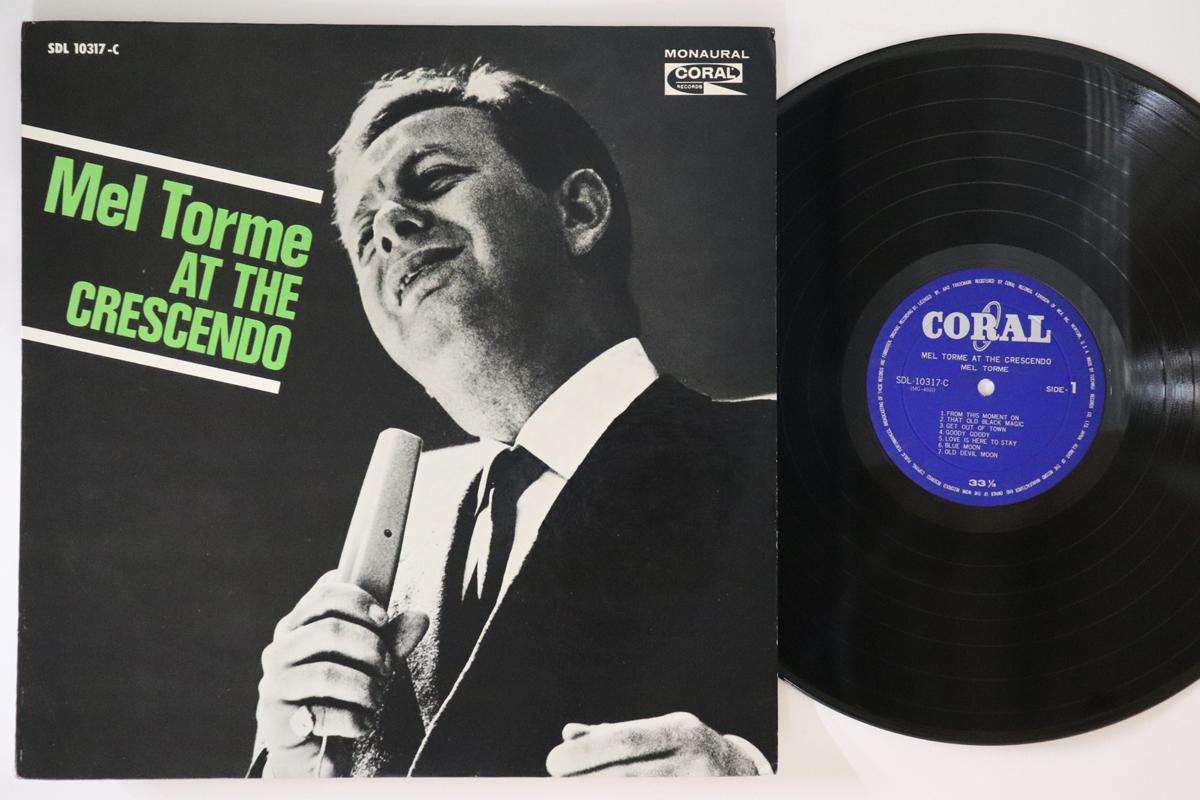 SDL 10317-C
MONAURAL
CORAL
RECORDS
Mel Torme
AT THE
CRESCENDO
CORAL
MEL TORME AT THE CRESCENDO
MEL TORME
SDL-10317-C
SIDE-1
1. FROM THIS MOMENT ON
2. THAT OLD BLACK MAGIC
3. GET OUT OF TOWN
4. GOODY GOODY
5. LOVE IS HERE TO STAY
6. BLUE MOON
7. OLD DEVIL MOON
33⅓